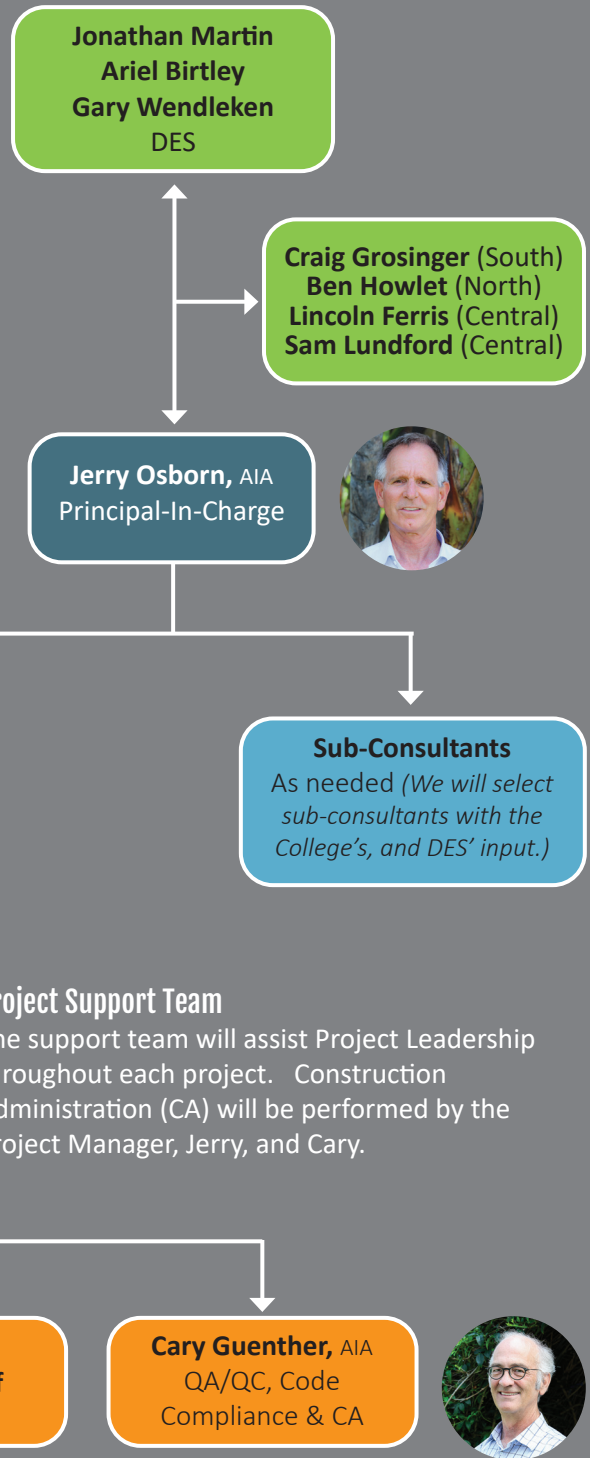 Jonathan Martin
Ariel Birtley
Gary Wendleken
DES
Craig Grosinger (South)
Ben Howlet (North)
Lincoln Ferris (Central)
Sam Lundford (Central)
Jerry Osborn, AIA
Principal-In-Charge
Sub-Consultants
As needed (We will select
sub-consultants with the
College's, and DES' input.)
roject Support Team
he support team will assist Project Leadership
hroughout each project. Construction
dministration (CA) will be performed by the
roject Manager, Jerry, and Cary.
Cary Guenther, AIA
QA/QC, Code
Compliance & CA